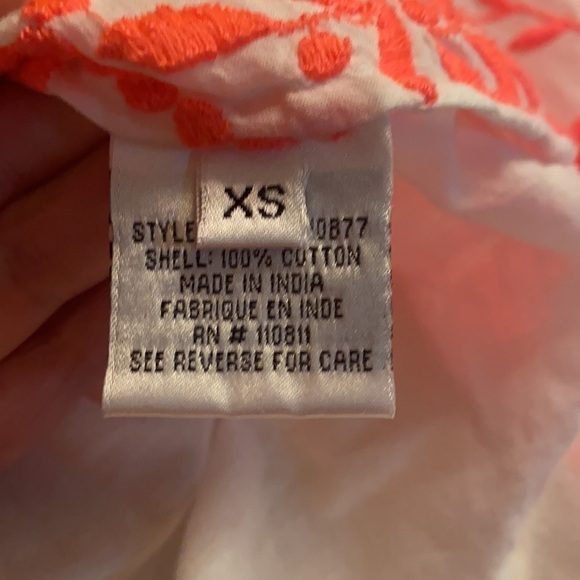 XS
STYLE 0877
SHELL: 100% COTTON
MADE IN INDIA
FABRIQUE EN INDE
RN # 110811
SEE REVERSE FOR CARE